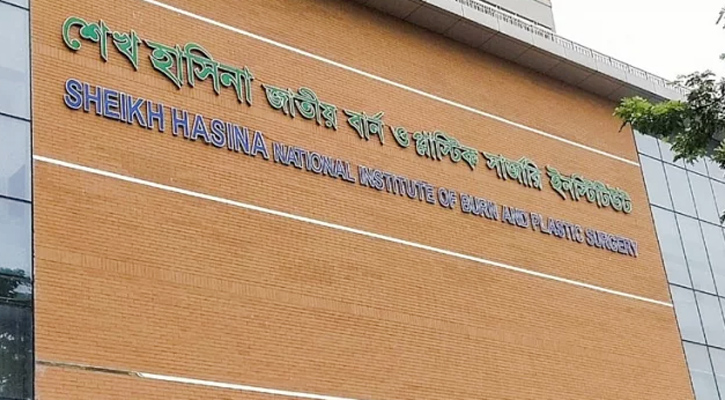 শেখ হাসিনা জাতীয় বার্ন ও প্লাস্টিক সার্জারি ইনস্টিটিউট
SHEIKH HASINA NATIONAL INSTITUTE OF BURN AND PLASTIC SURGERY